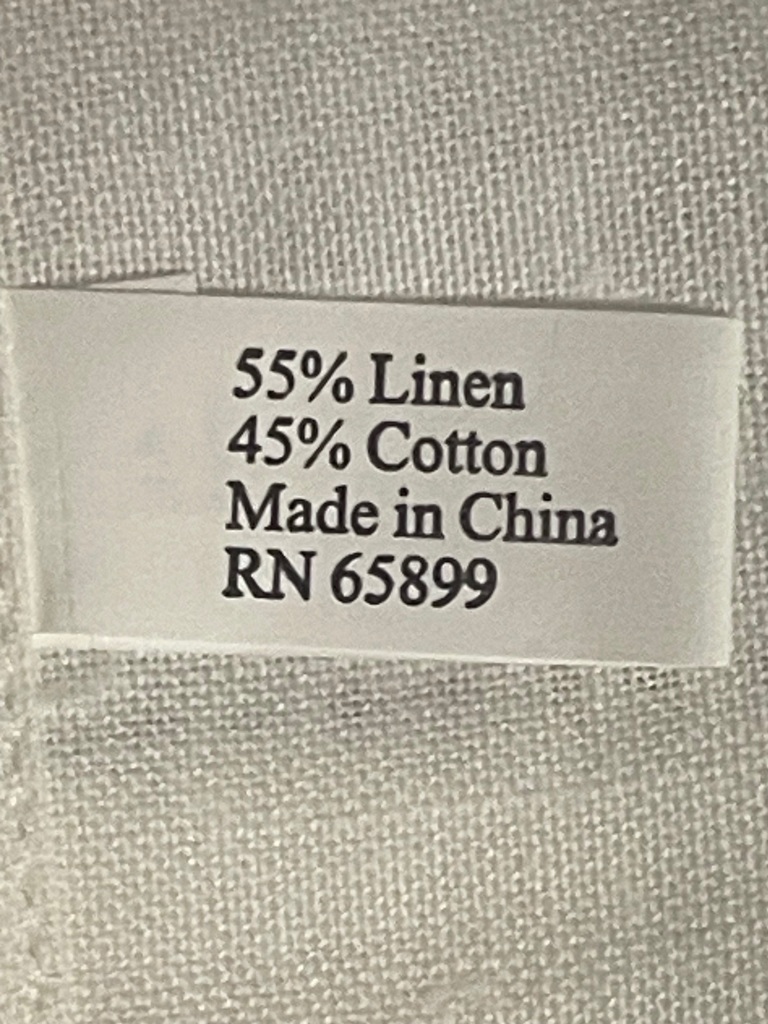 55% Linen
45% Cotton
Made in China
RN 65899